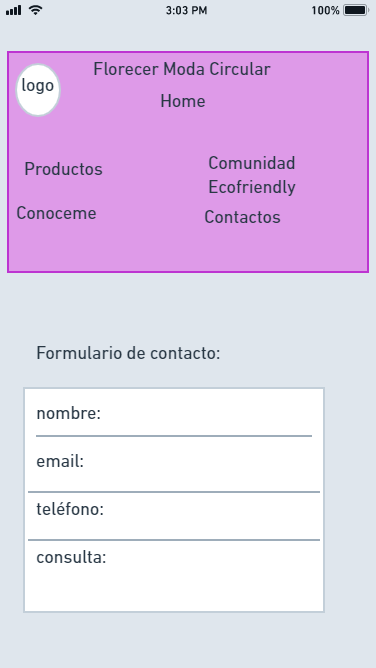 3:03 PM
100%
Florecer Moda Circular
logo
Home
Productos
Comunidad
Ecofriendly
Conoceme
Contactos
Formulario de contacto:
nombre:
email:
teléfono:
consulta: